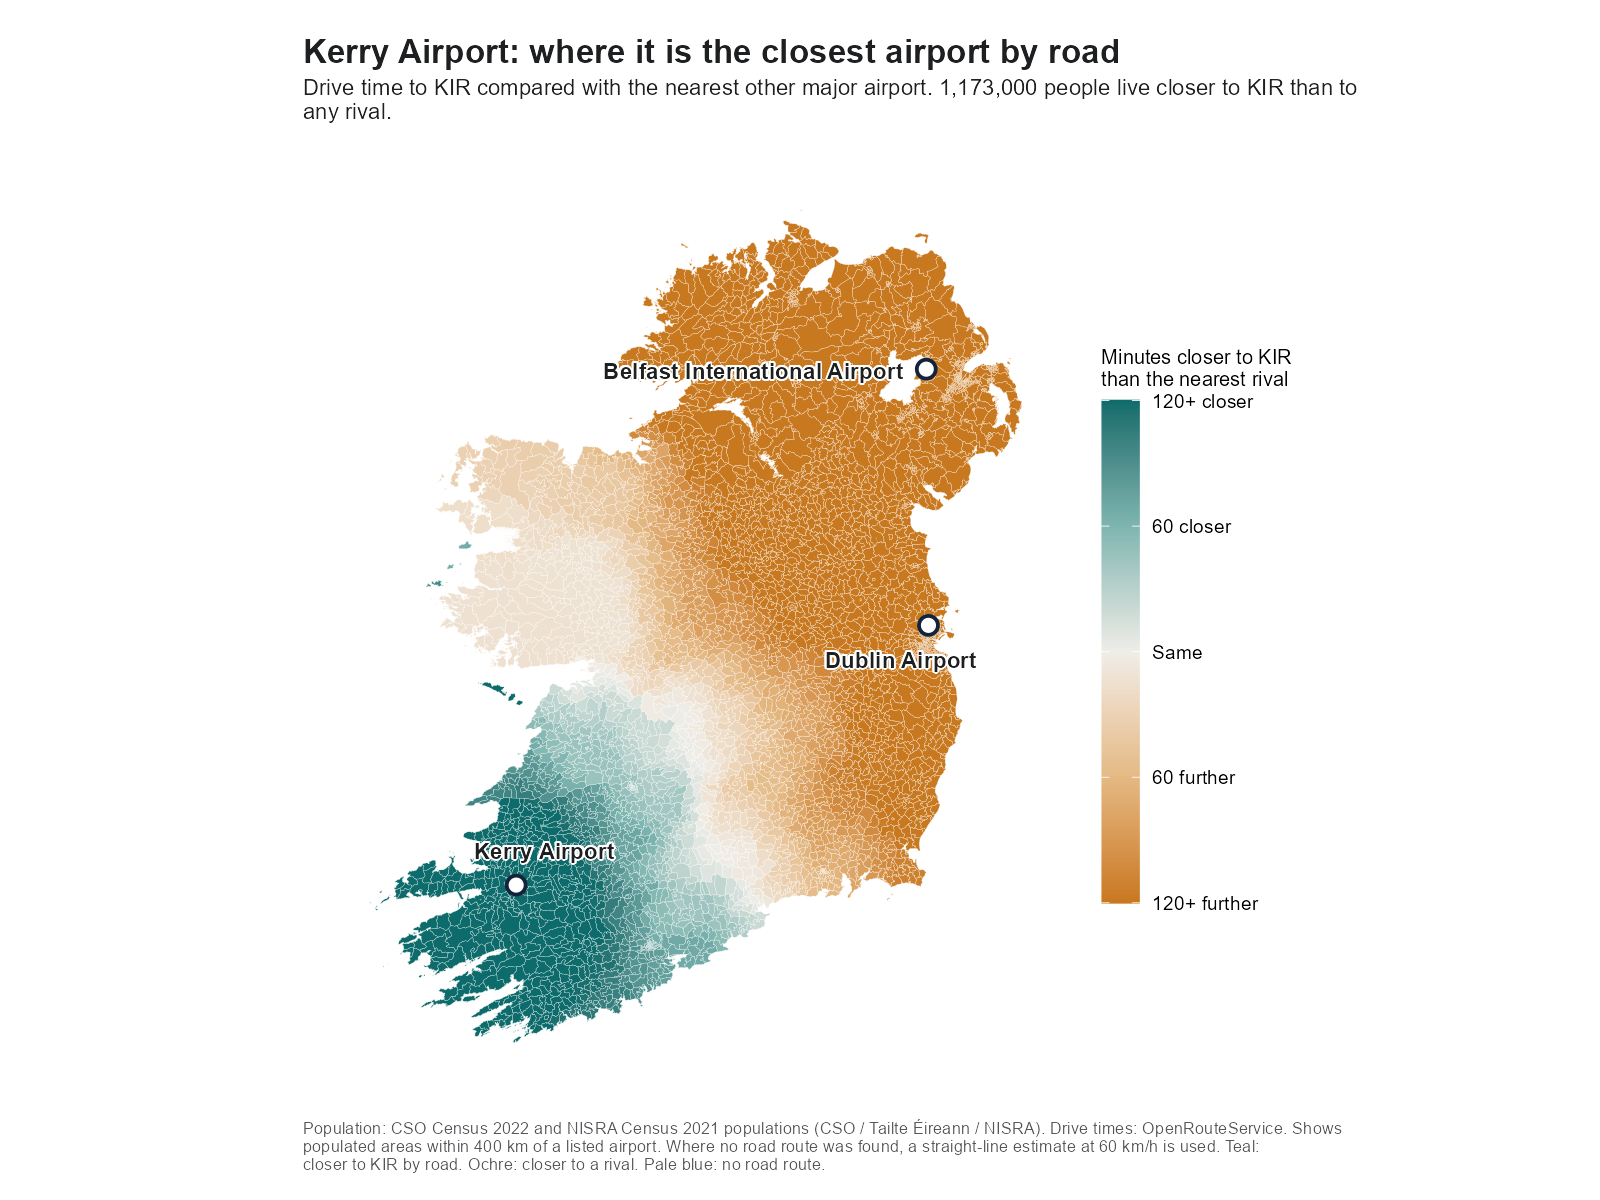 Kerry Airport: where it is the closest airport by road
Drive time to KIR compared with the nearest other major airport. 1,173,000 people live closer to KIR than to
any rival.
Minutes closer to KIR
than the nearest rival
120+ closer
60 closer
Same
60 further
120+ further
Belfast International Airport
Dublin Airport
Kerry Airport
Population: CSO Census 2022 and NISRA Census 2021 populations (CSO / Tailte Éireann / NISRA). Drive times: OpenRouteService. Shows
populated areas within 400 km of a listed airport. Where no road route was found, a straight-line estimate at 60 km/h is used. Teal:
closer to KIR by road. Ochre: closer to a rival. Pale blue: no road route.